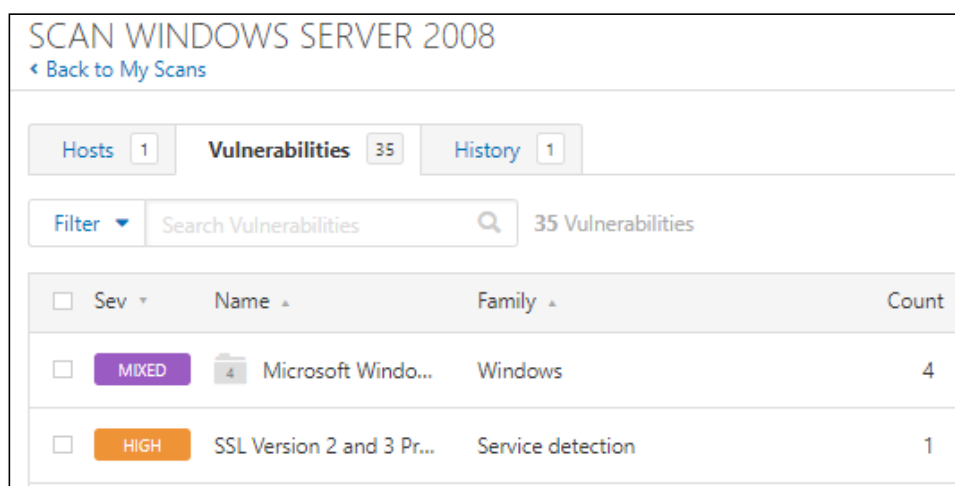 SCAN WINDOWS SERVER 2008
Back to My Scans
Hosts 1 Vulnerabilities 35 History 1
Filter Search Vulnerabilities 35 Vulnerabilities
Sev Name Family Count
MIXED 4 Microsoft Windo... Windows 4
HIGH SSL Version 2 and 3 Pr... Service detection 1